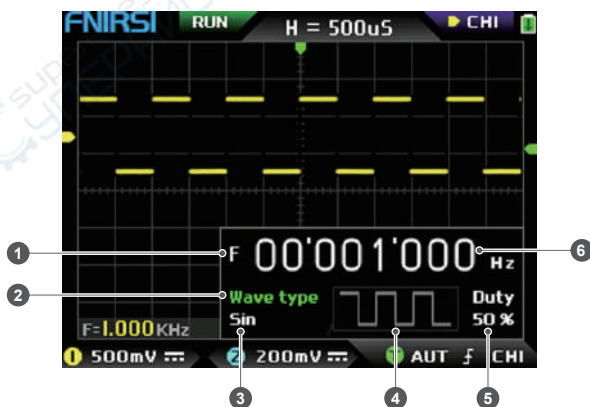 FNIRSI RUN H = 500uS CHI
1 F 00'001'000 Hz 6
2 Wave type Duty
Sin 50 %
F=1.000KHz
1 500mV 2 200mV T AUT CHI
3 4 5